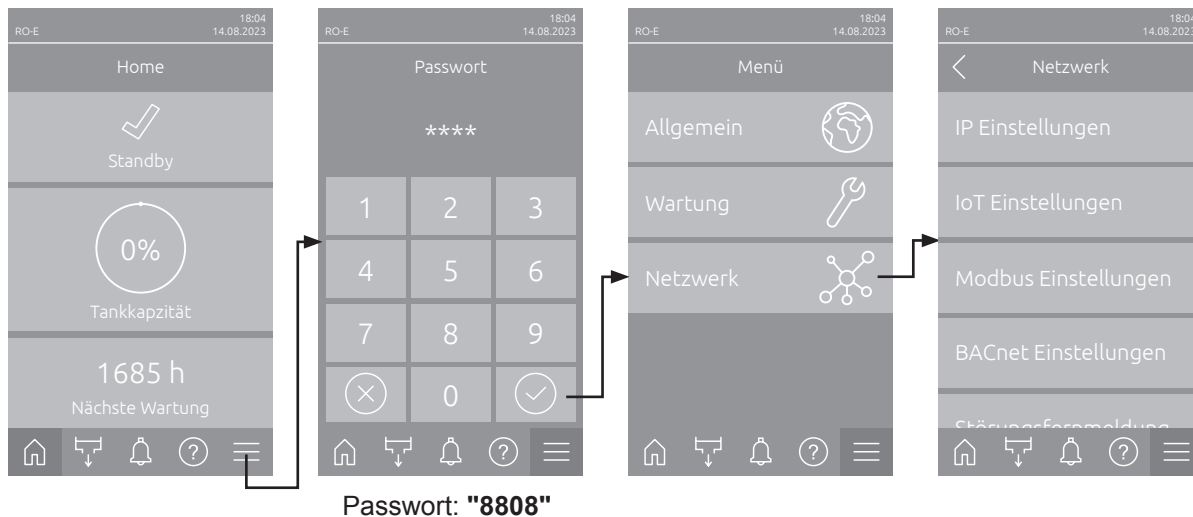 18:04
RO-E 14.08.2023
Home
Standby
0%
Tankkapzität
1685 h
Nächste Wartung
?
18:04
RO-E 14.08.2023
Passwort
****
1 2 3
4 5 6
7 8 9
0
?
Passwort: "8808"
18:04
RO-E 14.08.2023
Menü
Allgemein
Wartung
Netzwerk
?
18:04
RO-E 14.08.2023
Netzwerk
IP Einstellungen
IoT Einstellungen
Modbus Einstellungen
BACnet Einstellungen
Störungsfernmeldung
?